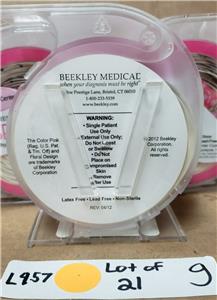 BEEKLEY MEDICAL
when your diagnosis must be right
One Prestige Lane, Bristol, CT 06010
1-800-233-5539
www.beekley.com
WARNING:
• Single Patient
Use Only
• External Use Only;
Do Not Ingest
or Swallow
• Do Not
Place on
Compromised
Skin
• Remove
After Use
The Color Pink
(Reg. U.S. Pat.
& Tm. Off) and
Floral Design
are trademarks
of Beekley
Corporation
©2012 Beekley
Corporation.
All rights
reserved.
Latex Free • Lead Free • Non-Sterile
REV. 04/12
L957
Lot of
21
9